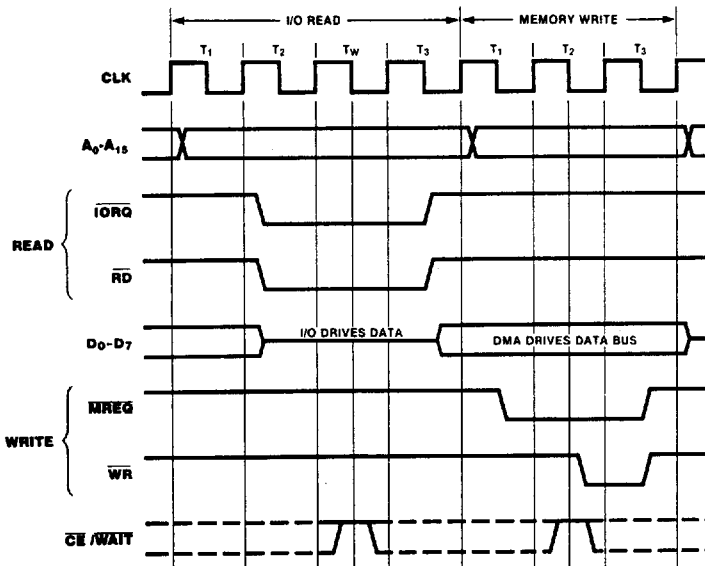 I/O READ
MEMORY WRITE
T1 T2 TW T3 T1 T2 T3
CLK
A0-A15
READ
IORQ
RD
D0-D7
I/O DRIVES DATA
DMA DRIVES DATA BUS
WRITE
MREQ
WR
CE /WAIT